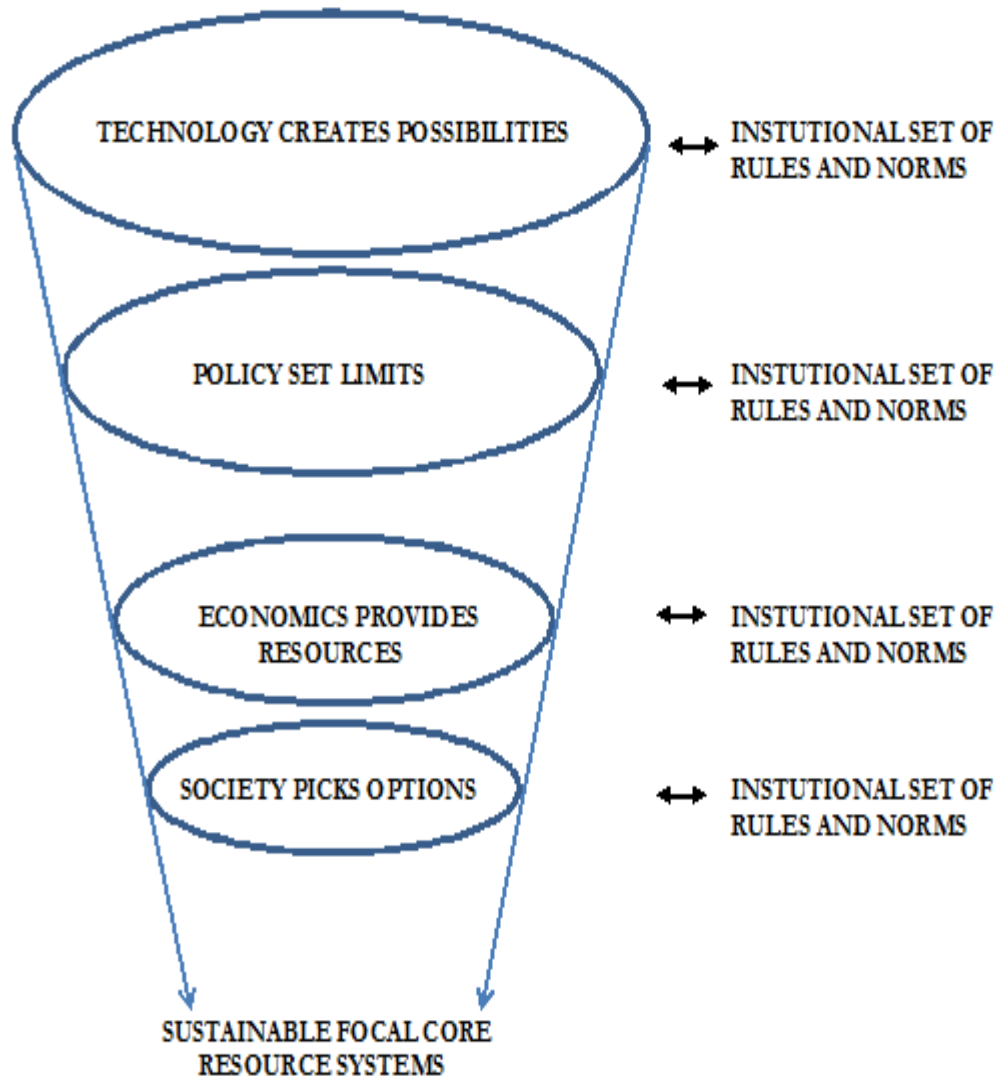 TECHNOLOGY CREATES POSSIBILITIES
INSTUTIONAL SET OF
RULES AND NORMS
POLICY SET LIMITS
INSTUTIONAL SET OF
RULES AND NORMS
ECONOMICS PROVIDES
RESOURCES
INSTUTIONAL SET OF
RULES AND NORMS
SOCIETY PICKS OPTIONS
INSTUTIONAL SET OF
RULES AND NORMS
SUSTAINABLE FOCAL CORE
RESOURCE SYSTEMS